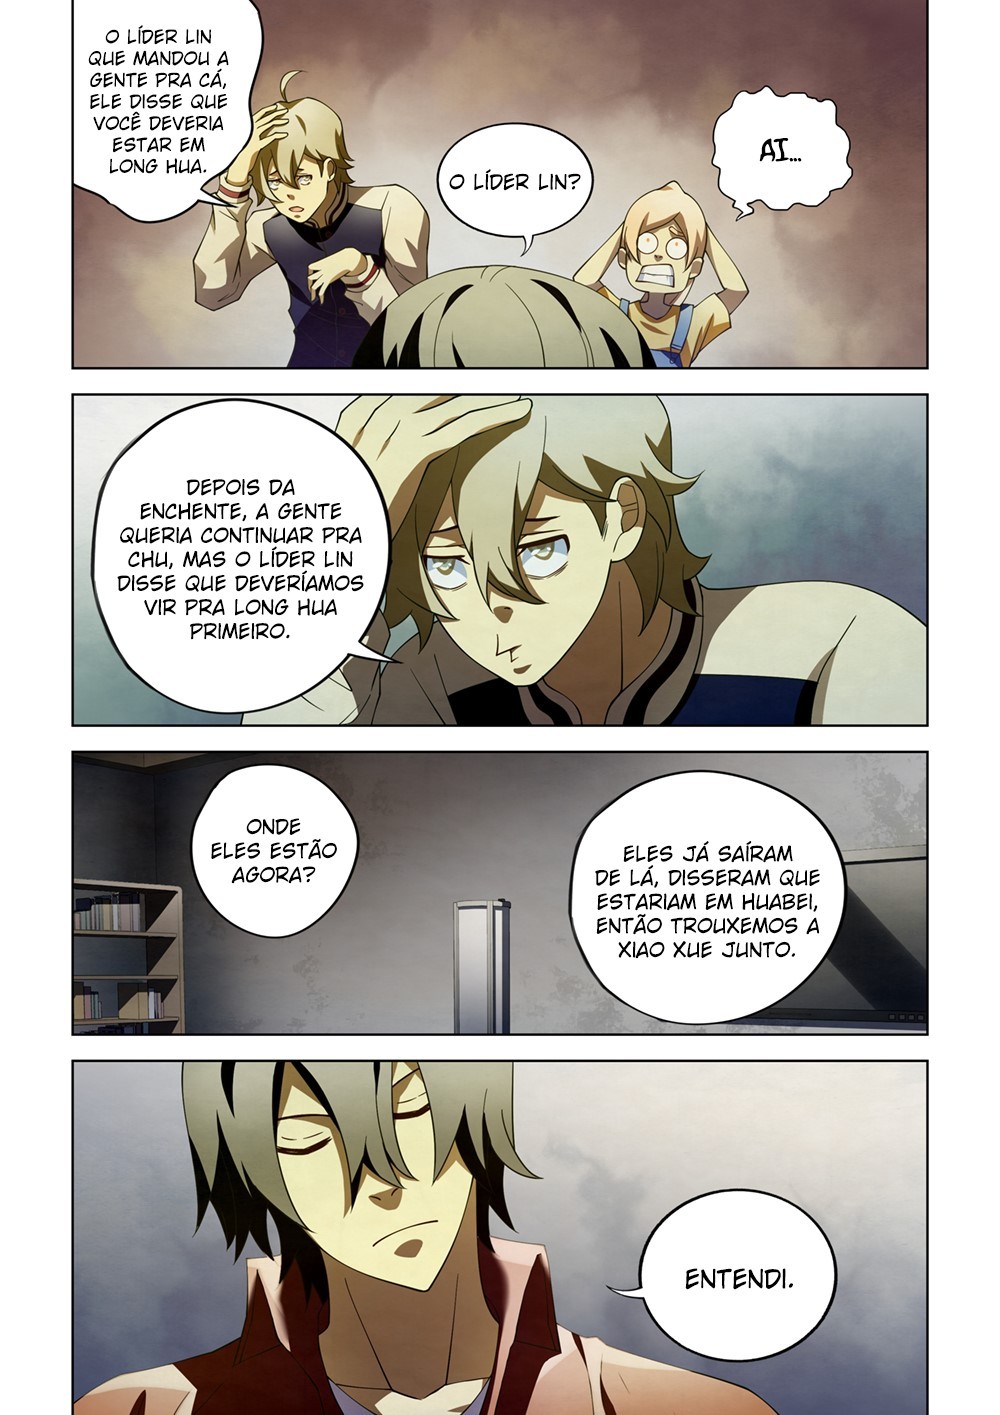 O LÍDER LIN
QUE MANDOU A
GENTE PRA CÁ,
ELE DISSE QUE
VOCÊ DEVERIA
ESTAR EM
LONG HUA.
O LÍDER LIN?
AI...
DEPOIS DA
ENCHENTE, A GENTE
QUERIA CONTINUAR PRA
CHU, MAS O LÍDER LIN
DISSE QUE DEVERÍAMOS
VIR PRA LONG HUA
PRIMEIRO.
ONDE
ELES ESTÃO
AGORA?
ELES JÁ SAÍRAM
DE LÁ, DISSERAM QUE
ESTARIAM EM HUABEI,
ENTÃO TROUXEMOS A
XIAO XUE JUNTO.
ENTENDI.